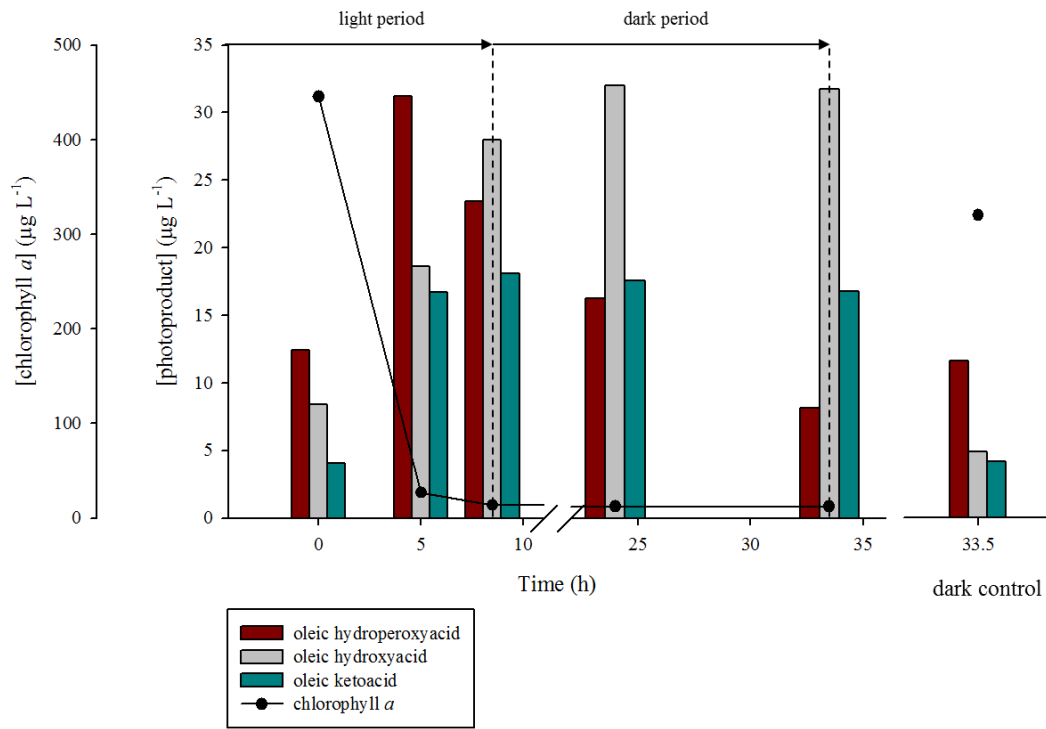 light period
dark period
500
400
300
200
100
0
[chlorophyll a] (µg L-1)
35
30
25
20
15
10
5
0
[photoproduct] (µg L-1)
0
5
10
25
30
35
33.5
Time (h)
dark control
oleic hydroperoxyacid
oleic hydroxyacid
oleic ketoacid
chlorophyll a